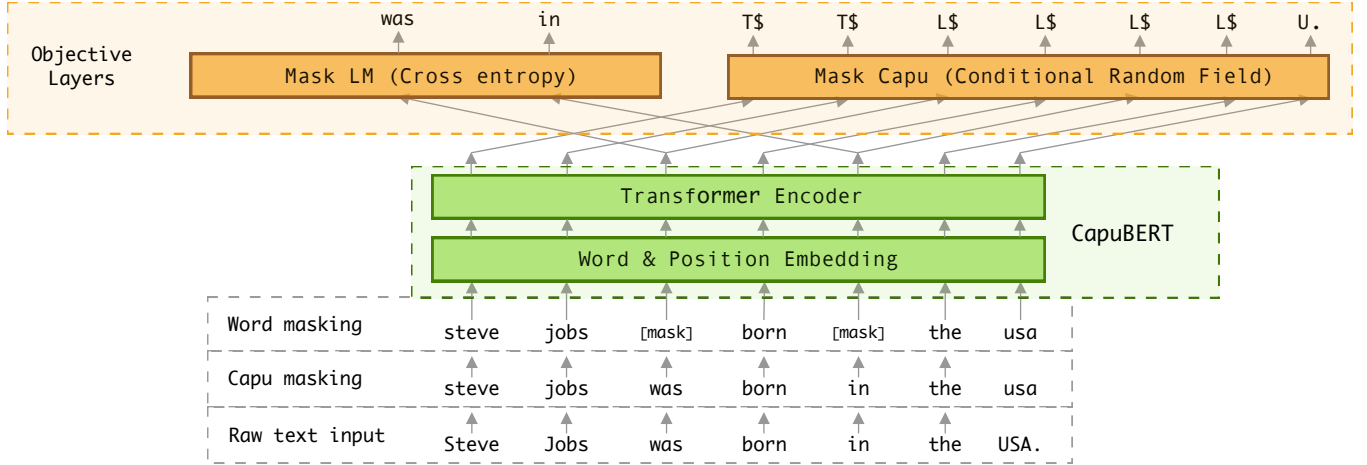 was in T$ T$ L$ L$ L$ L$ U.
Objective
Layers
Mask LM (Cross entropy) Mask Capu (Conditional Random Field)
Transformer Encoder
CapuBERT
Word & Position Embedding
Word masking steve jobs [mask] born [mask] the usa
Capu masking steve jobs was born in the usa
Raw text input Steve Jobs was born in the USA.